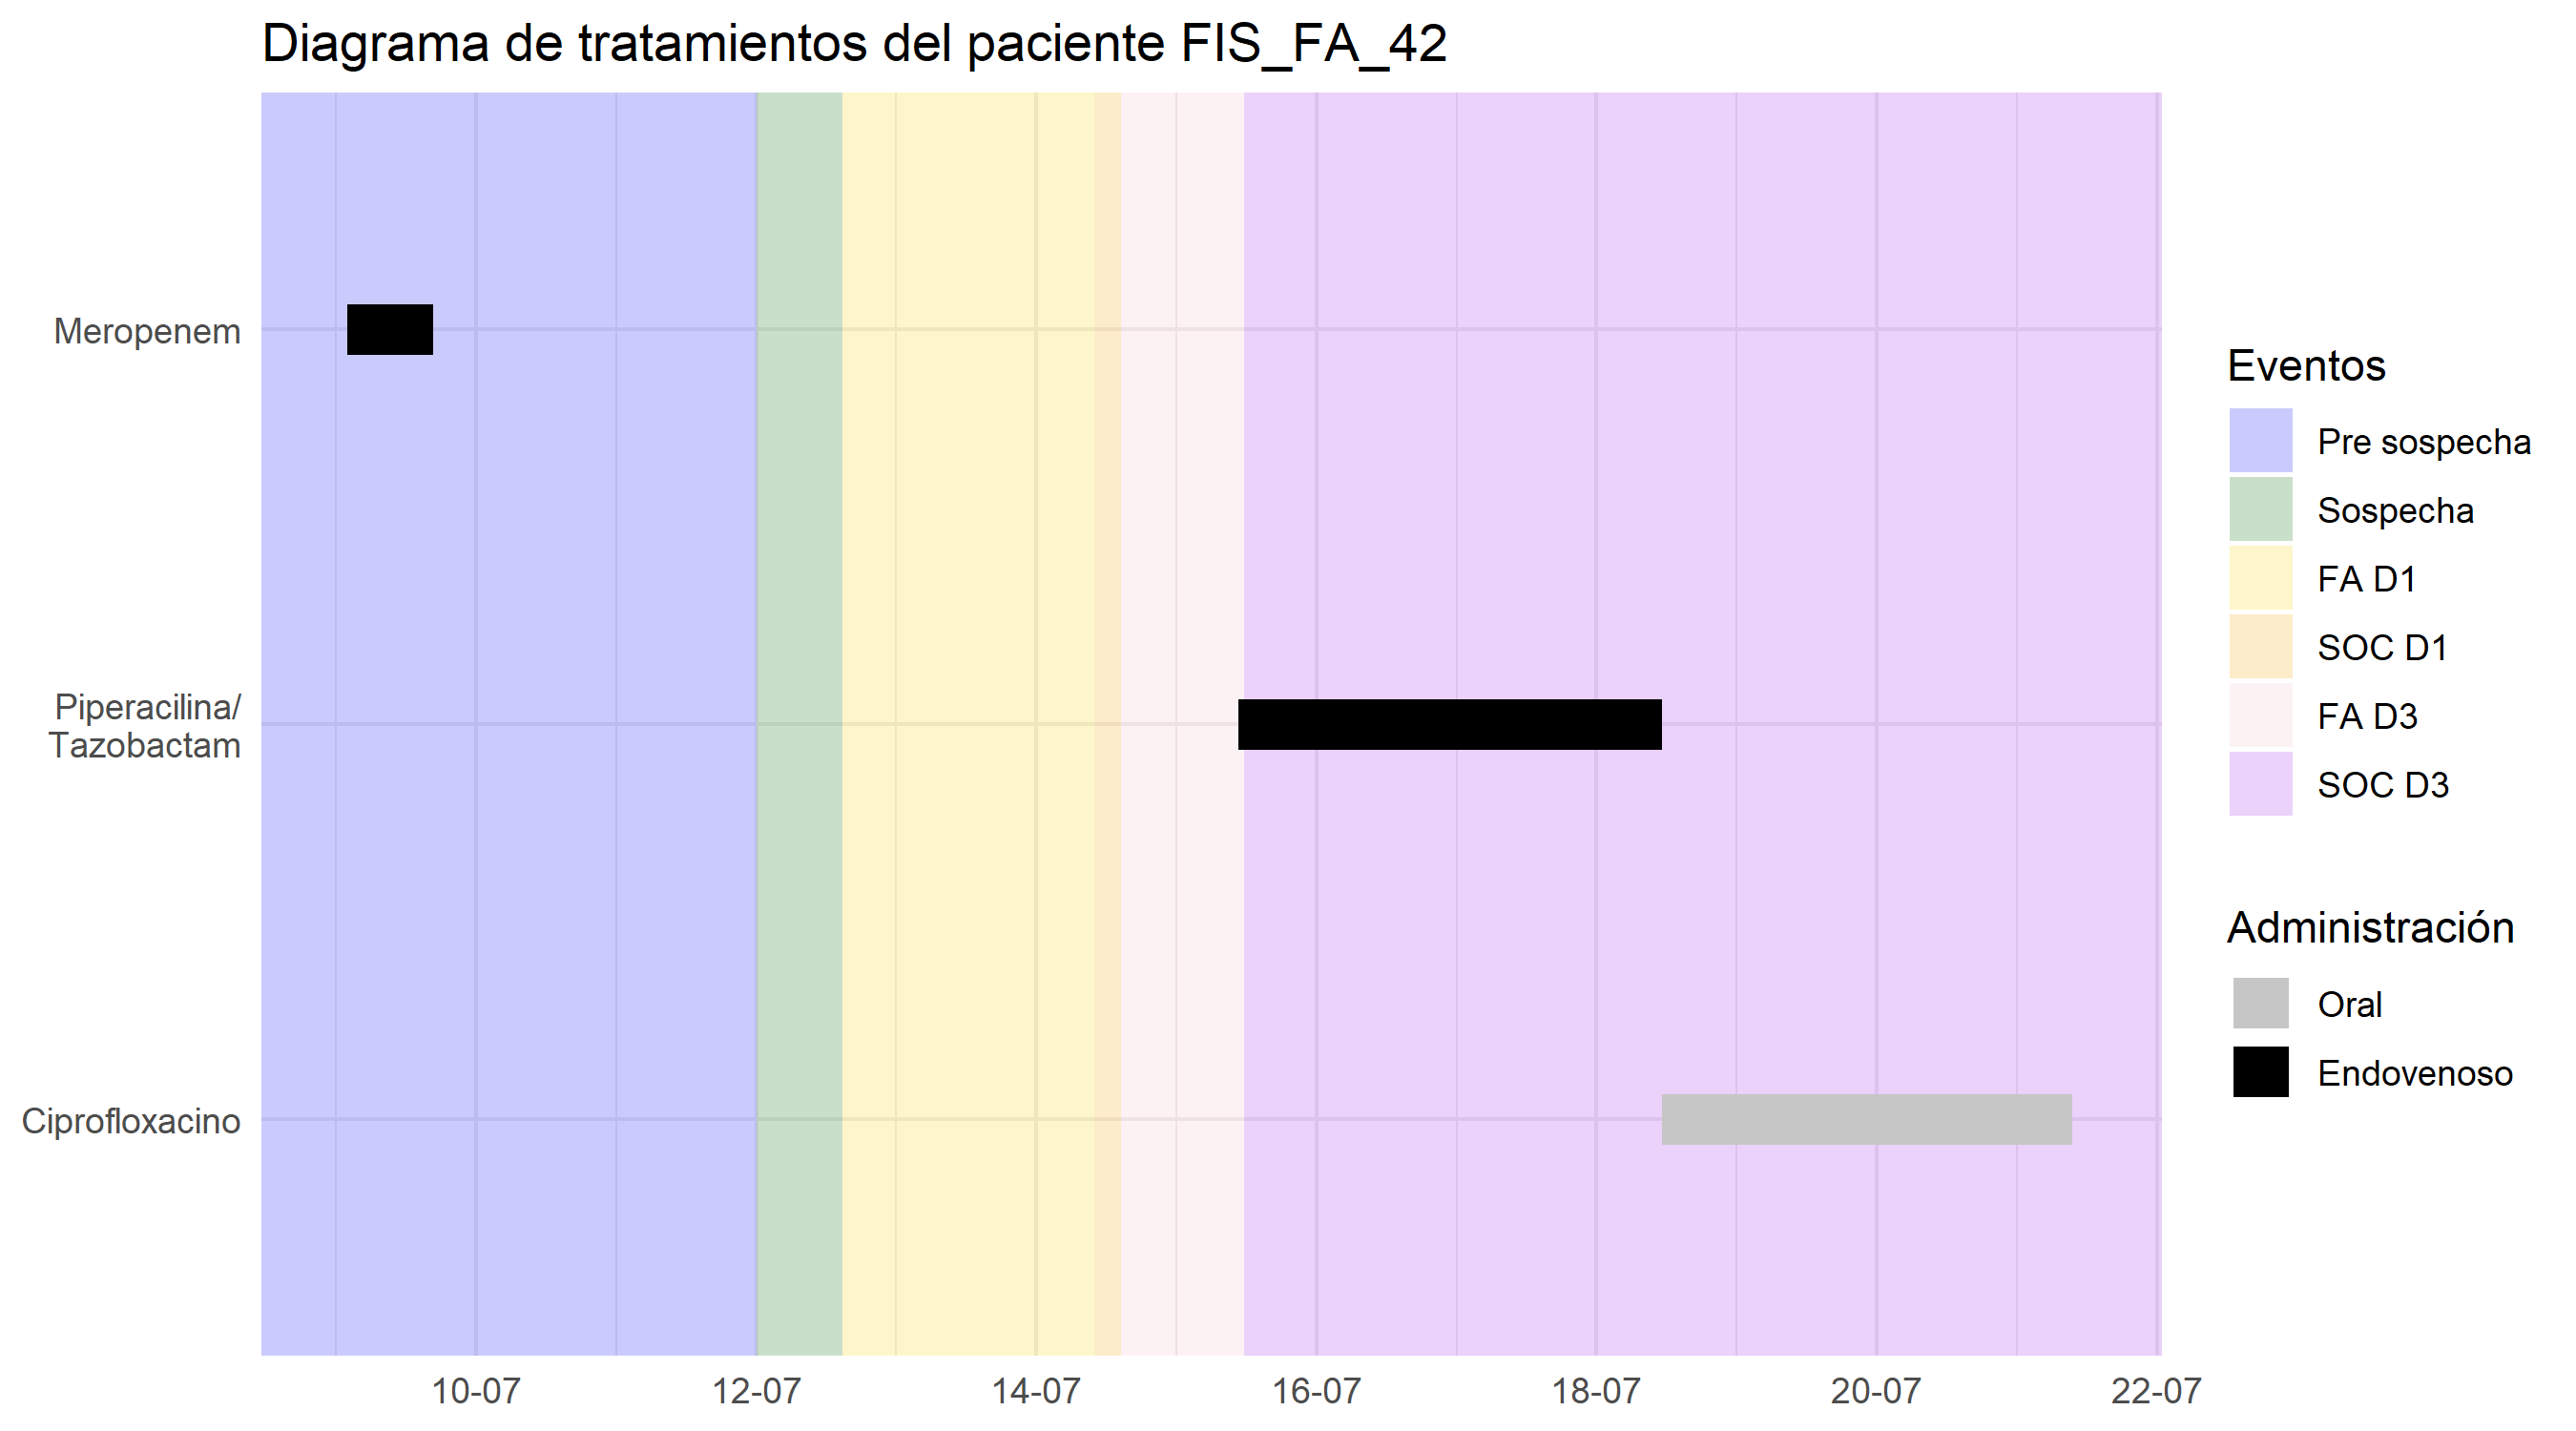 Diagrama de tratamientos del paciente FIS_FA_42
Meropenem
Piperacilina/
Tazobactam
Ciprofloxacino
10-07
12-07
14-07
16-07
18-07
20-07
22-07
Eventos
Pre sospecha
Sospecha
FA D1
SOC D1
FA D3
SOC D3
Administración
Oral
Endovenoso